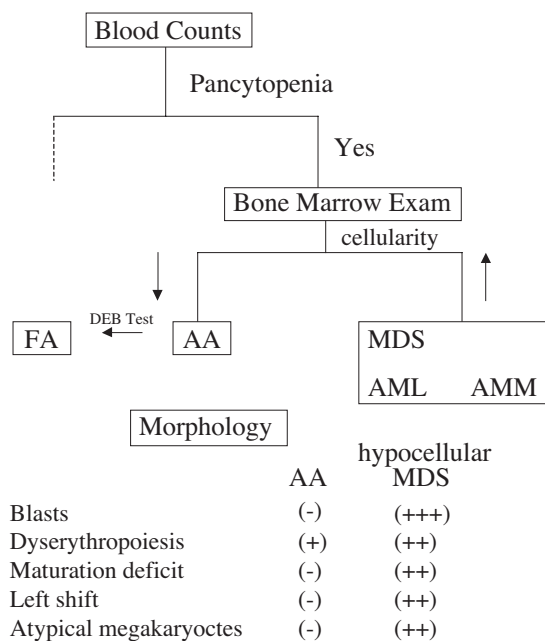 Blood Counts
Pancytopenia
Yes
Bone Marrow Exam
cellularity
DEB Test
FA
AA
MDS
AML AMM
Morphology
hypocellular
AA MDS
Blasts (-) (+++)
Dyserythropoiesis (+) (++)
Maturation deficit (-) (++)
Left shift (-) (++)
Atypical megakaryoctes (-) (++)